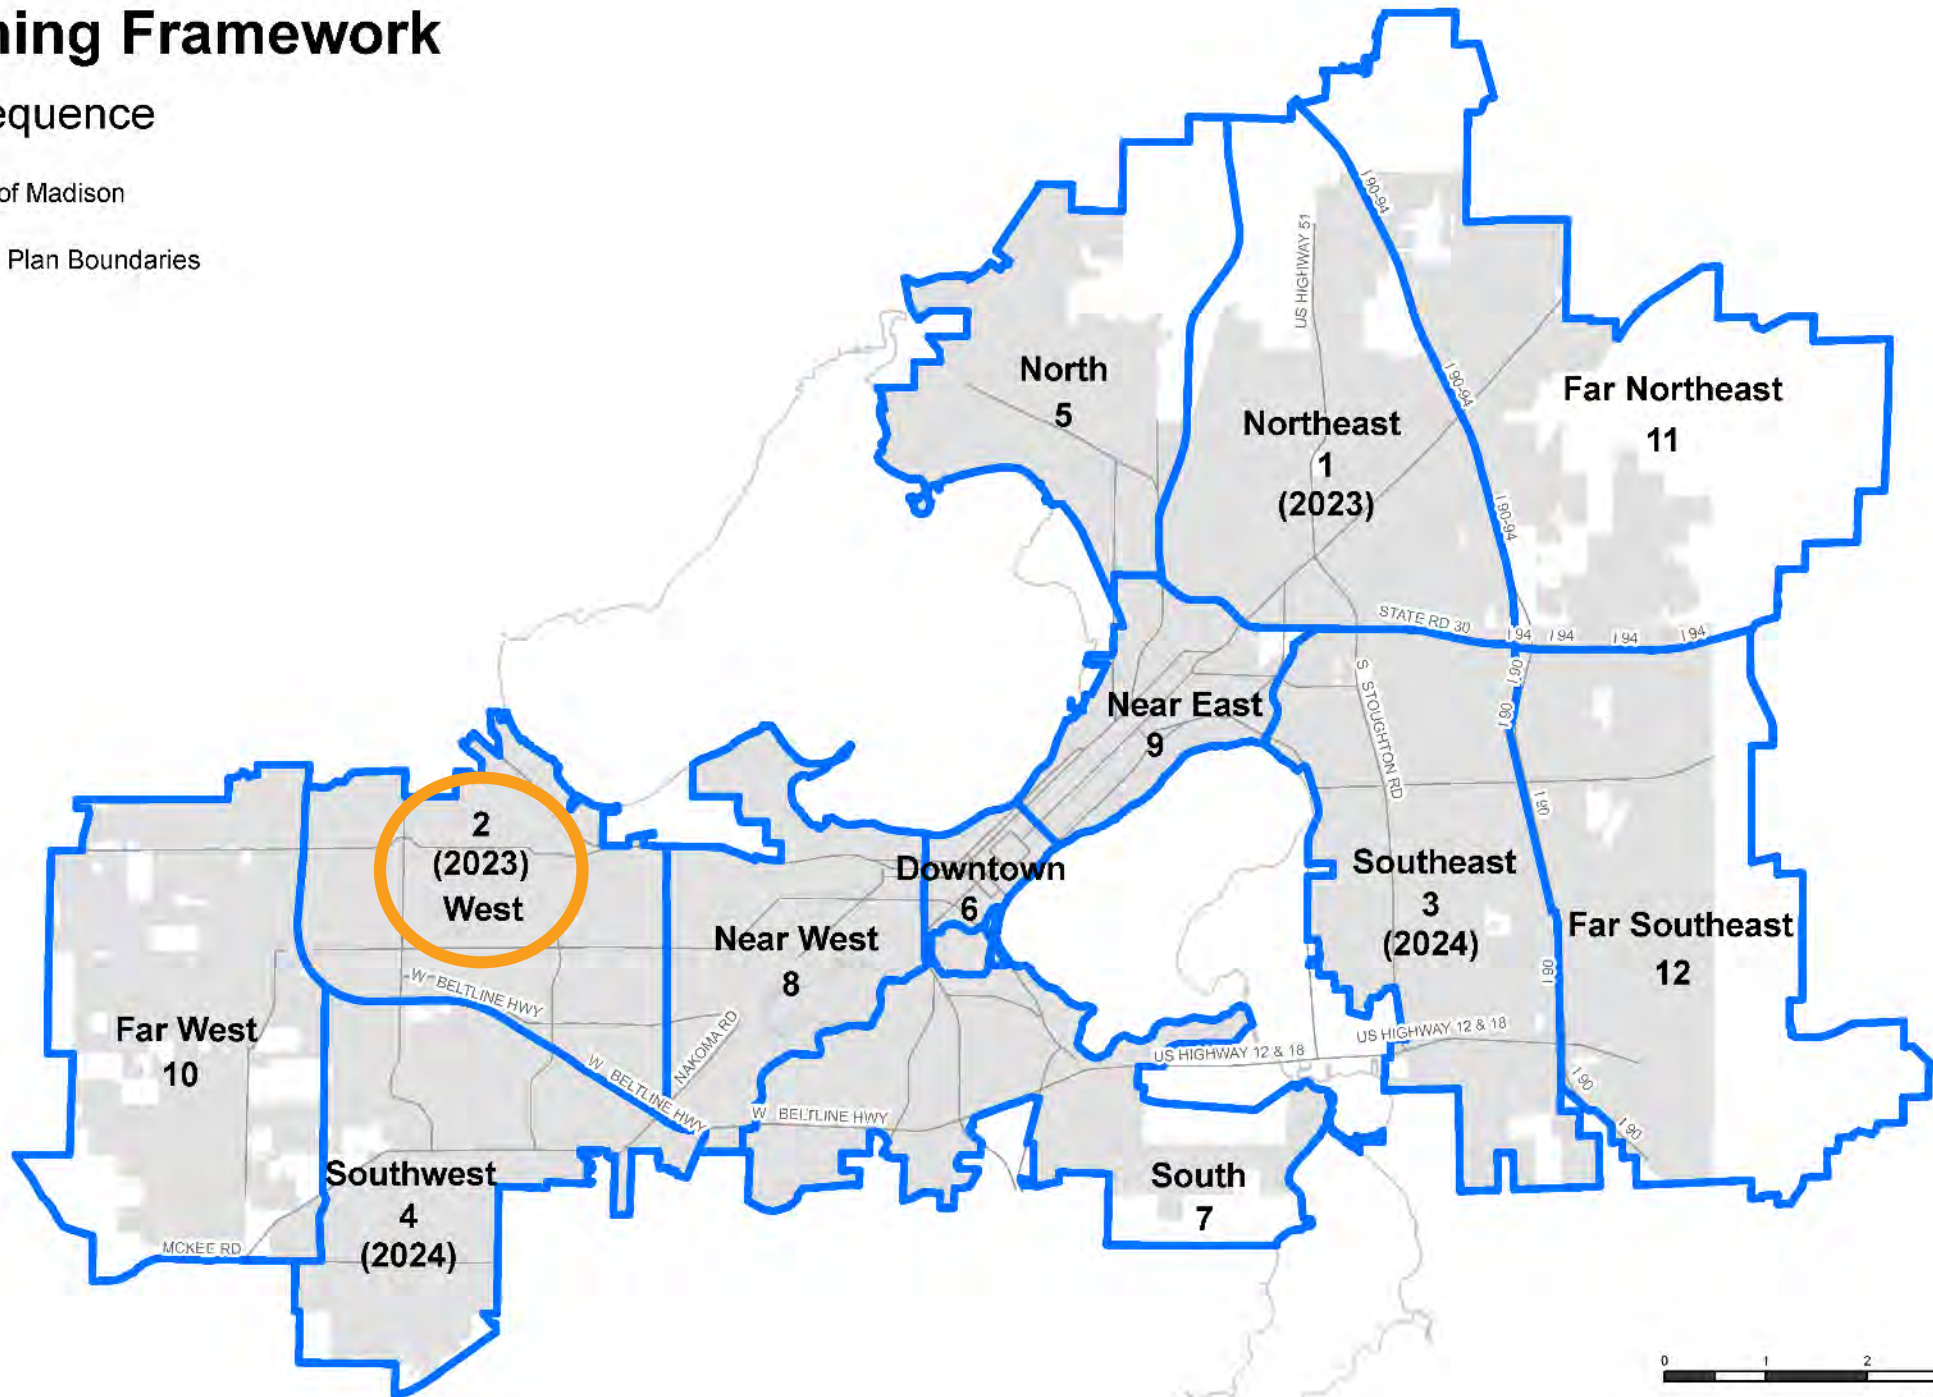 ning Framework
equence
of Madison
Plan Boundaries
I 90-94
US HIGHWAY 51
North
5
I 90-94
Far Northeast
11
Northeast
1
(2023)
I 90-94
STATE RD 30
I 94
I 94
I 94
I 94
I 90
I 90
S STOUGHTON RD
Near East
9
I 90
2
(2023)
West
Downtown
6
Southeast
3
(2024)
Near West
8
Far Southeast
12
W BELTLINE HWY
I 90
Far West
10
NAKOMA RD
US HIGHWAY 12 & 18
US HIGHWAY 12 & 18
W BELTLINE HWY
W BELTLINE HWY
I 90
I 90
Southwest
4
(2024)
South
7
MCKEE RD
0 1 2